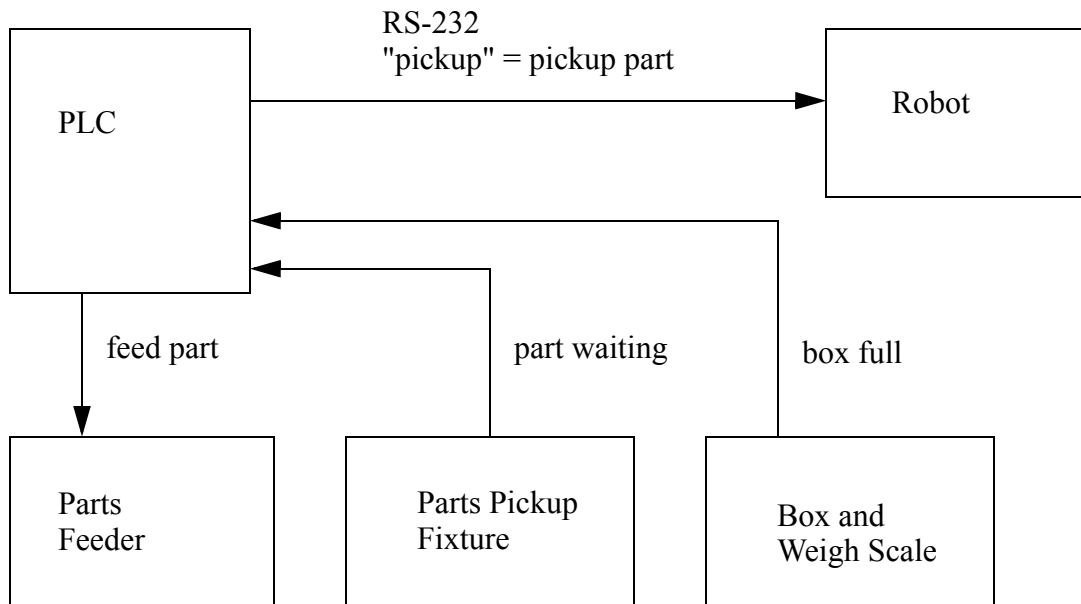 RS-232
"pickup" = pickup part
PLC
Robot
feed part
part waiting
box full
Parts
Feeder
Parts Pickup
Fixture
Box and
Weigh Scale